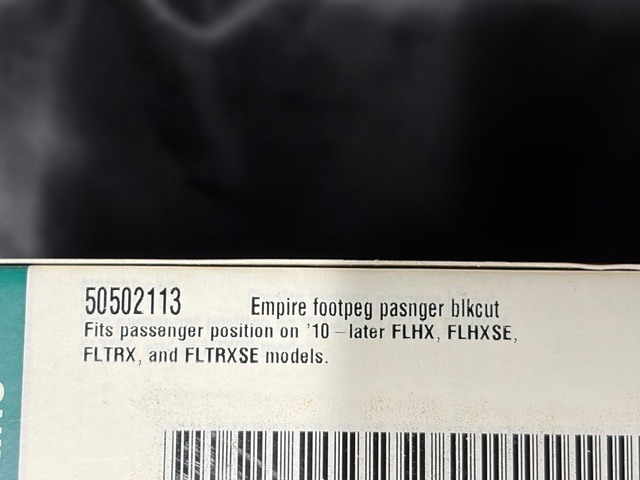 50502113 Empire footpeg pasnger blkcut
Fits passenger position on '10 – later FLHX, FLHXSE,
FLTRX, and FLTRXSE models.